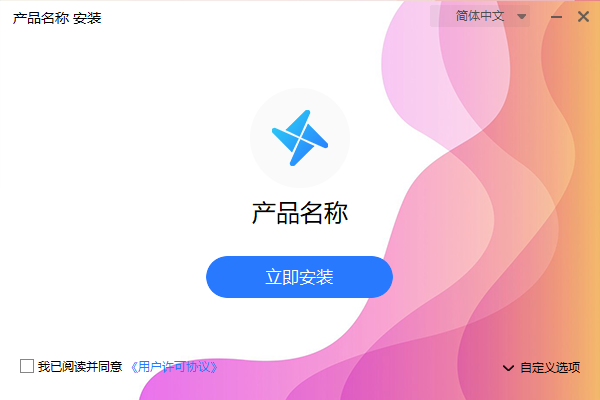 产品名称 安装
简体中文
产品名称
立即安装
我已阅读并同意 《用户许可协议》
自定义选项